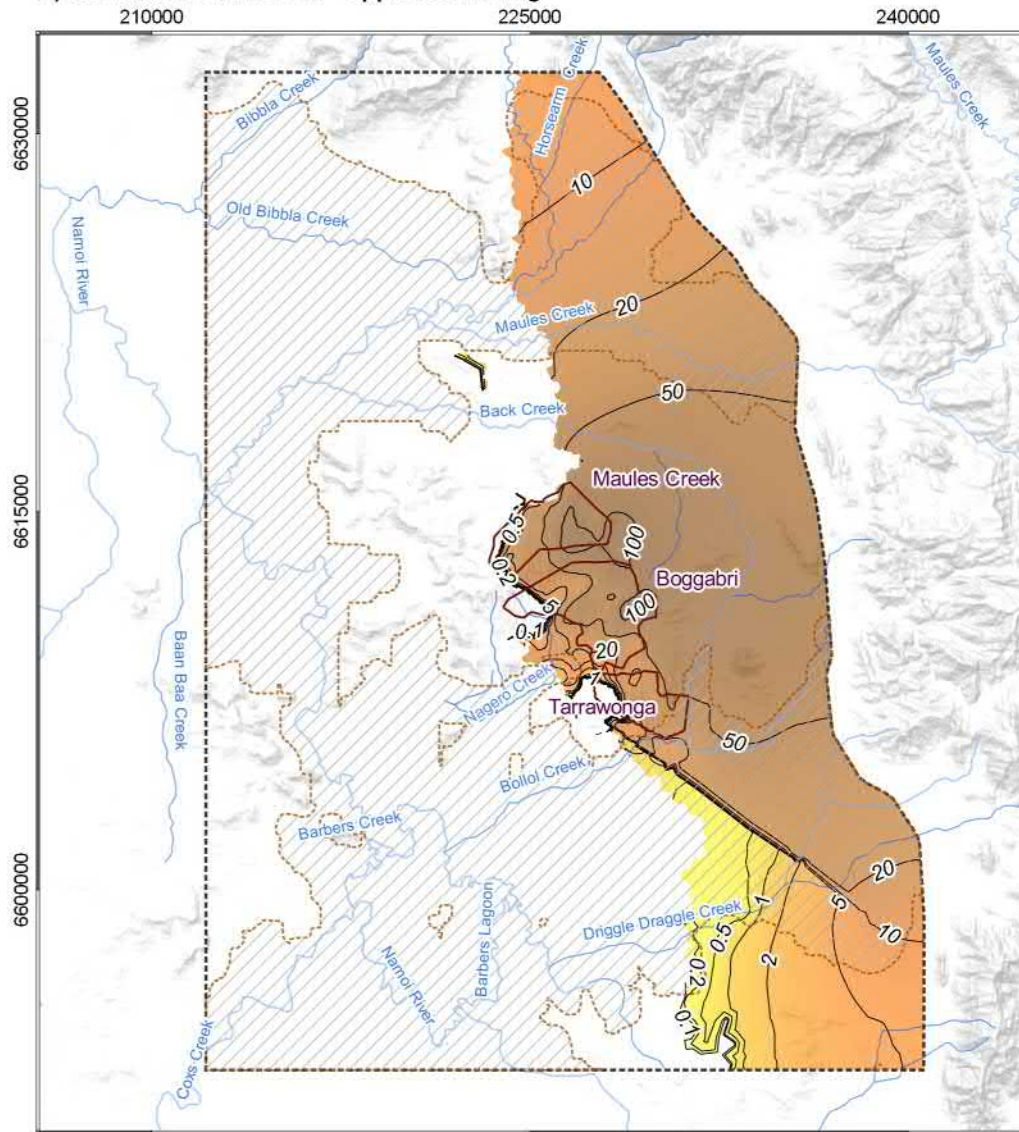 210000
225000
240000
6630000
6615000
6600000
Bibbla Creek
Horsearm Creek
Maules Creek
10
Old Bibbla Creek
Namoi River
20
Maules Creek
50
Back Creek
Maules Creek
0.5
100
0.2
Boggabri
5
100
0.1
20
Nagero Creek
1
Tarrawonga
Baan Baa Creek
50
Bollol Creek
Barbers Creek
20
1
5
Driggle Draggle Creek
10
0.5
Barbers Lagoon
2
0.2
Namoi River
0.1
Coxs Creek